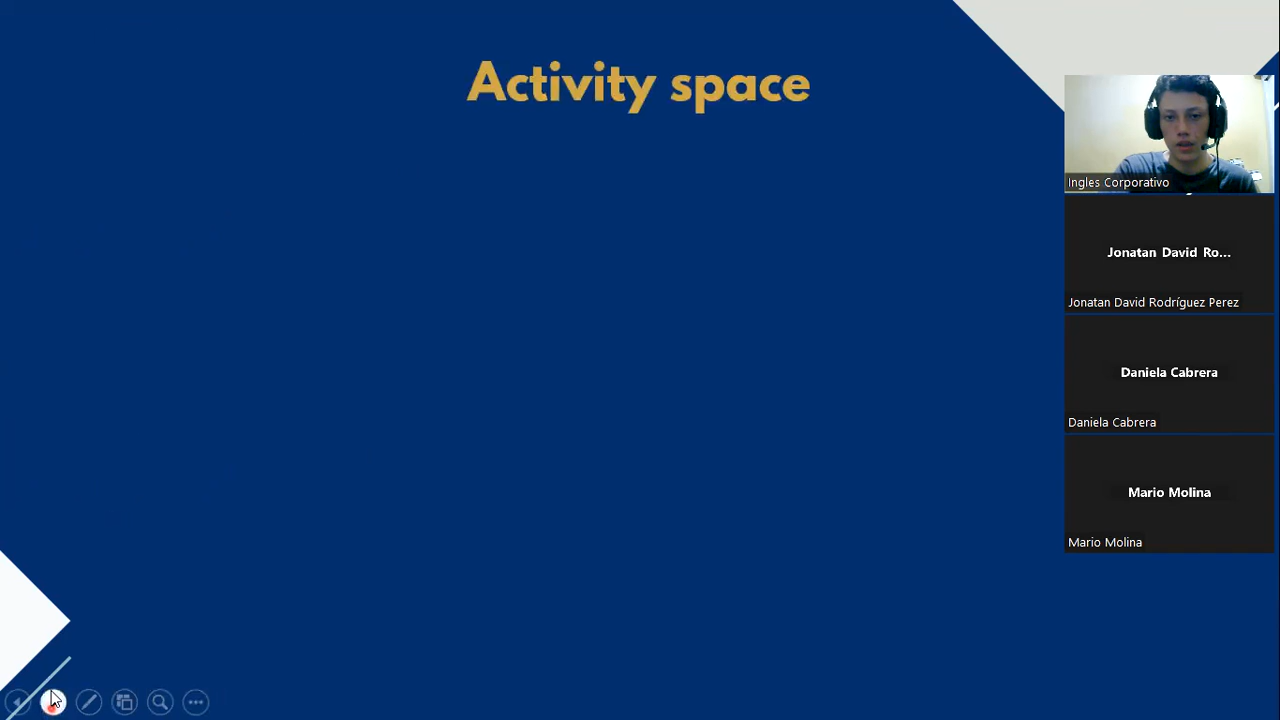 Activity space
Ingles Corporativo
Jonatan David Ro...
Jonatan David Rodríguez Perez
Daniela Cabrera
Daniela Cabrera
Mario Molina
Mario Molina